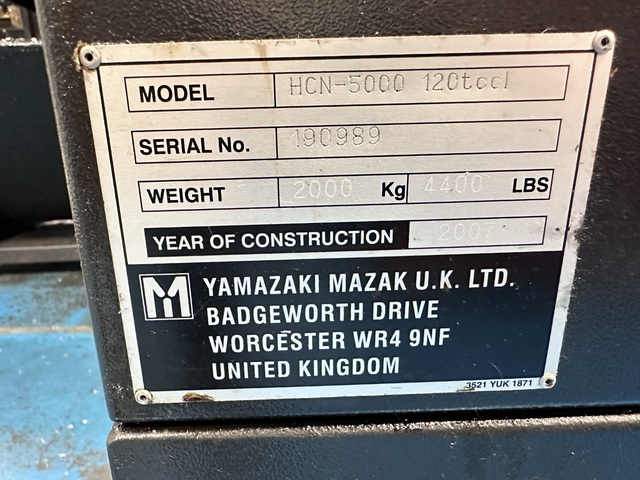 MODEL HCN-5000 120tool
SERIAL No. 190989
WEIGHT 2000 Kg 4400 LBS
YEAR OF CONSTRUCTION 2007
M YAMAZAKI MAZAK U.K. LTD.
BADGEWORTH DRIVE
WORCESTER WR4 9NF
UNITED KINGDOM
3521 YUK 1871